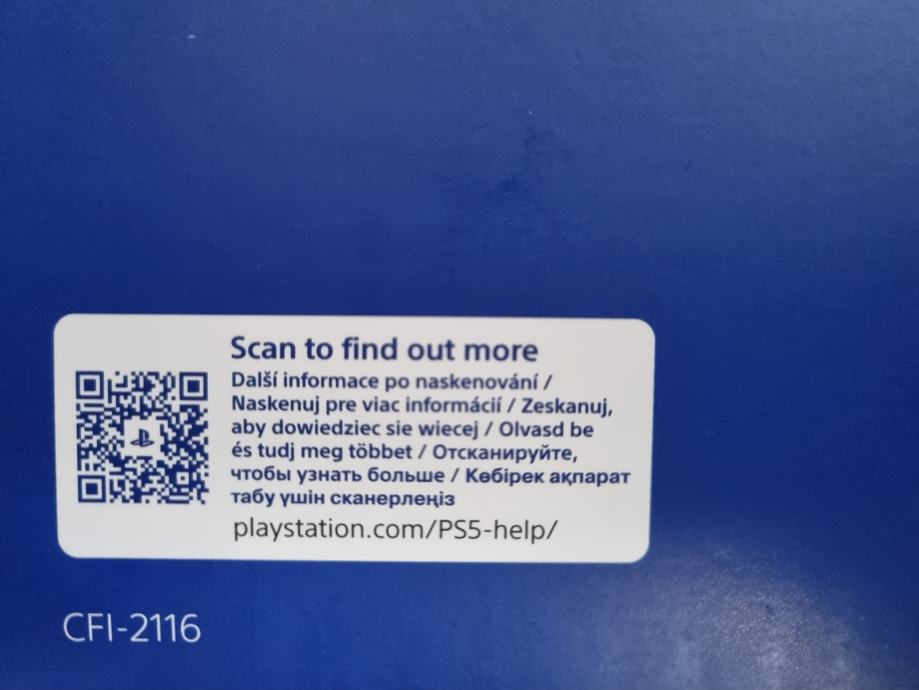 Scan to find out more
Další informace po naskenování /
Naskenuj pre viac informácií / Zeskanuj,
aby dowiedziec sie wiecej / Olvasd be
és tudj meg többet / Отсканируйте,
чтобы узнать больше / Көбірек ақпарат
табу үшін сканерлеңіз
playstation.com/PS5-help/
CFI-2116